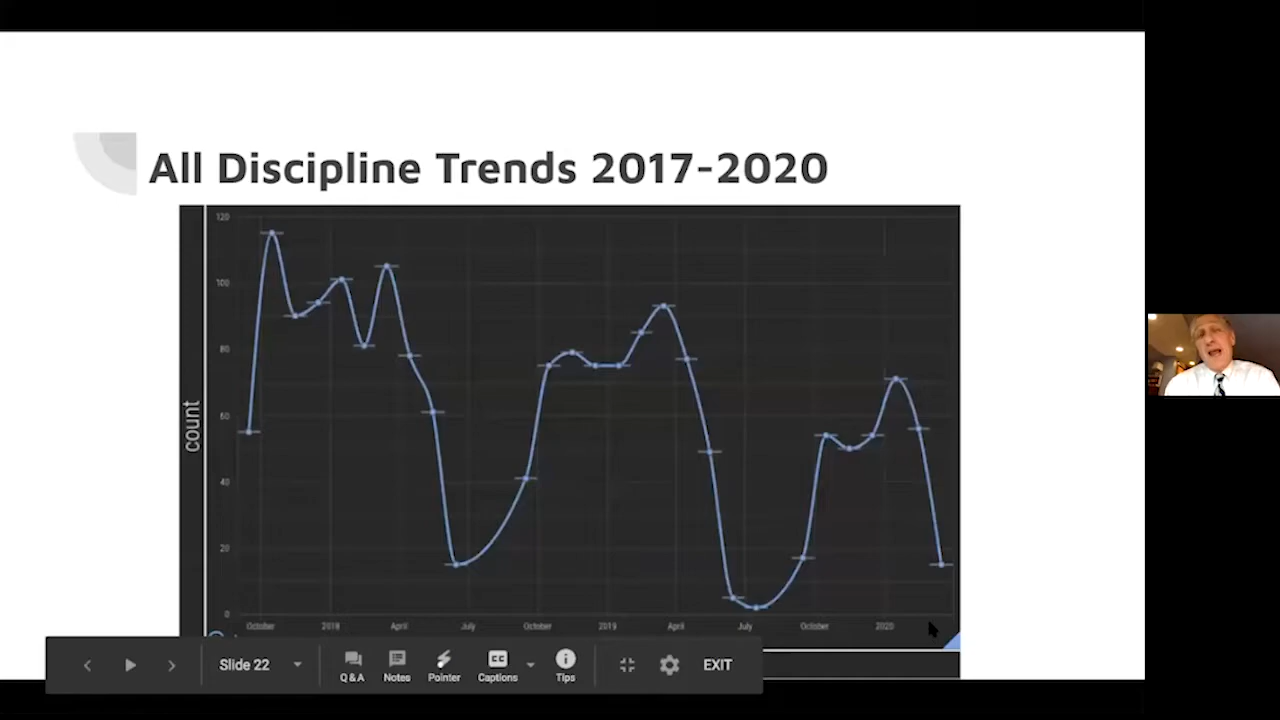 All Discipline Trends 2017-2020
120
100
80
60
40
20
0
count
October 2018 April July October 2019 April July October 2020
Slide 22
Q&A Notes Pointer Captions Tips
EXIT